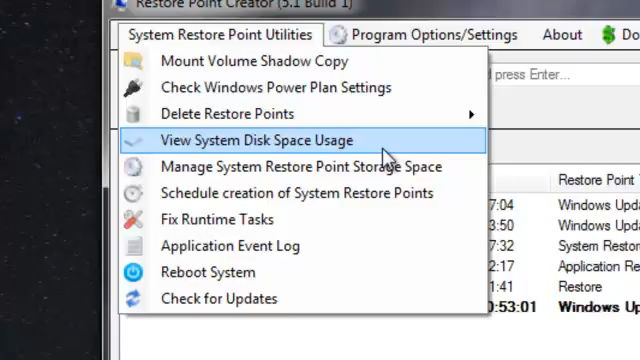 Restore Point Creator (5.1 Build 1)
System Restore Point Utilities Program Options/Settings About Do
Mount Volume Shadow Copy
press Enter...
Check Windows Power Plan Settings
Delete Restore Points
View System Disk Space Usage
Manage System Restore Point Storage Space
Restore Point
Schedule creation of System Restore Points
7:04 Windows Upda
Fix Runtime Tasks
3:50 Windows Upda
Application Event Log
7:32 System Restore
2:17 Application Re
Reboot System
1:41 Restore
Check for Updates
0:53:01 Windows Up